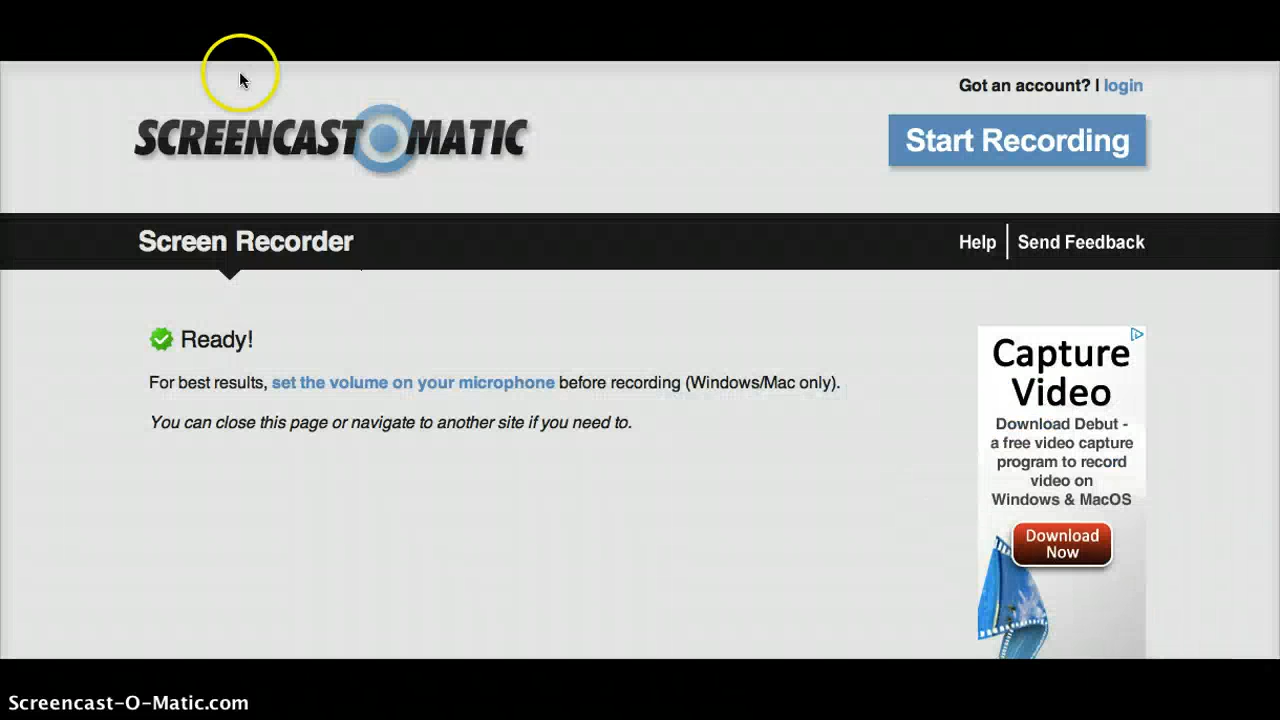 Got an account? | login
SCREENCAST O MATIC
Start Recording
Screen Recorder
Help | Send Feedback
Ready!
For best results, set the volume on your microphone before recording (Windows/Mac only).
You can close this page or navigate to another site if you need to.
Capture
Video
Download Debut -
a free video capture
program to record
video on
Windows & MacOS
Download
Now
Screencast-O-Matic.com